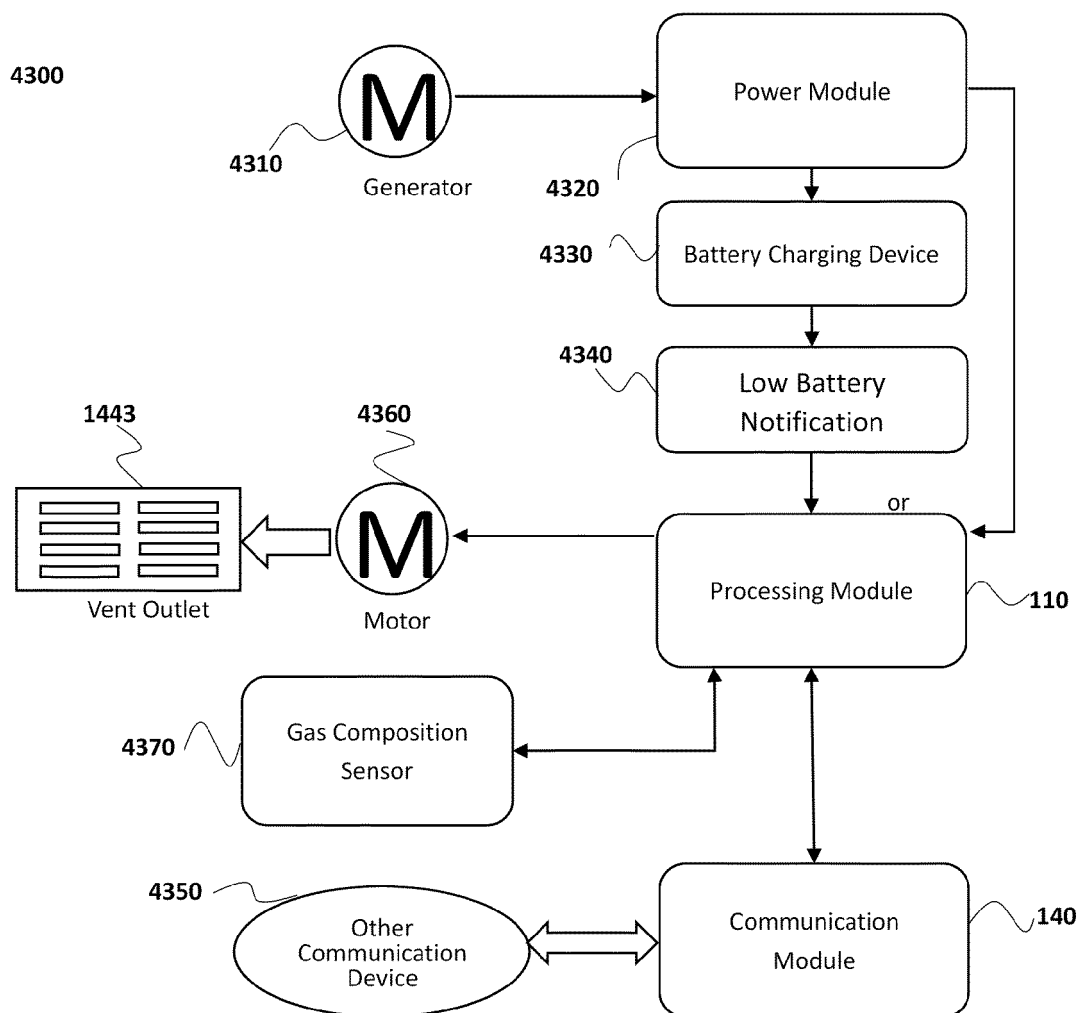 4300
M
4310
Generator
Power Module
4320
4330
Battery Charging Device
4340
Low Battery
Notification
or
1443
Vent Outlet
4360
M
Motor
Processing Module
110
4370
Gas Composition
Sensor
4350
Other
Communication
Device
Communication
Module
140